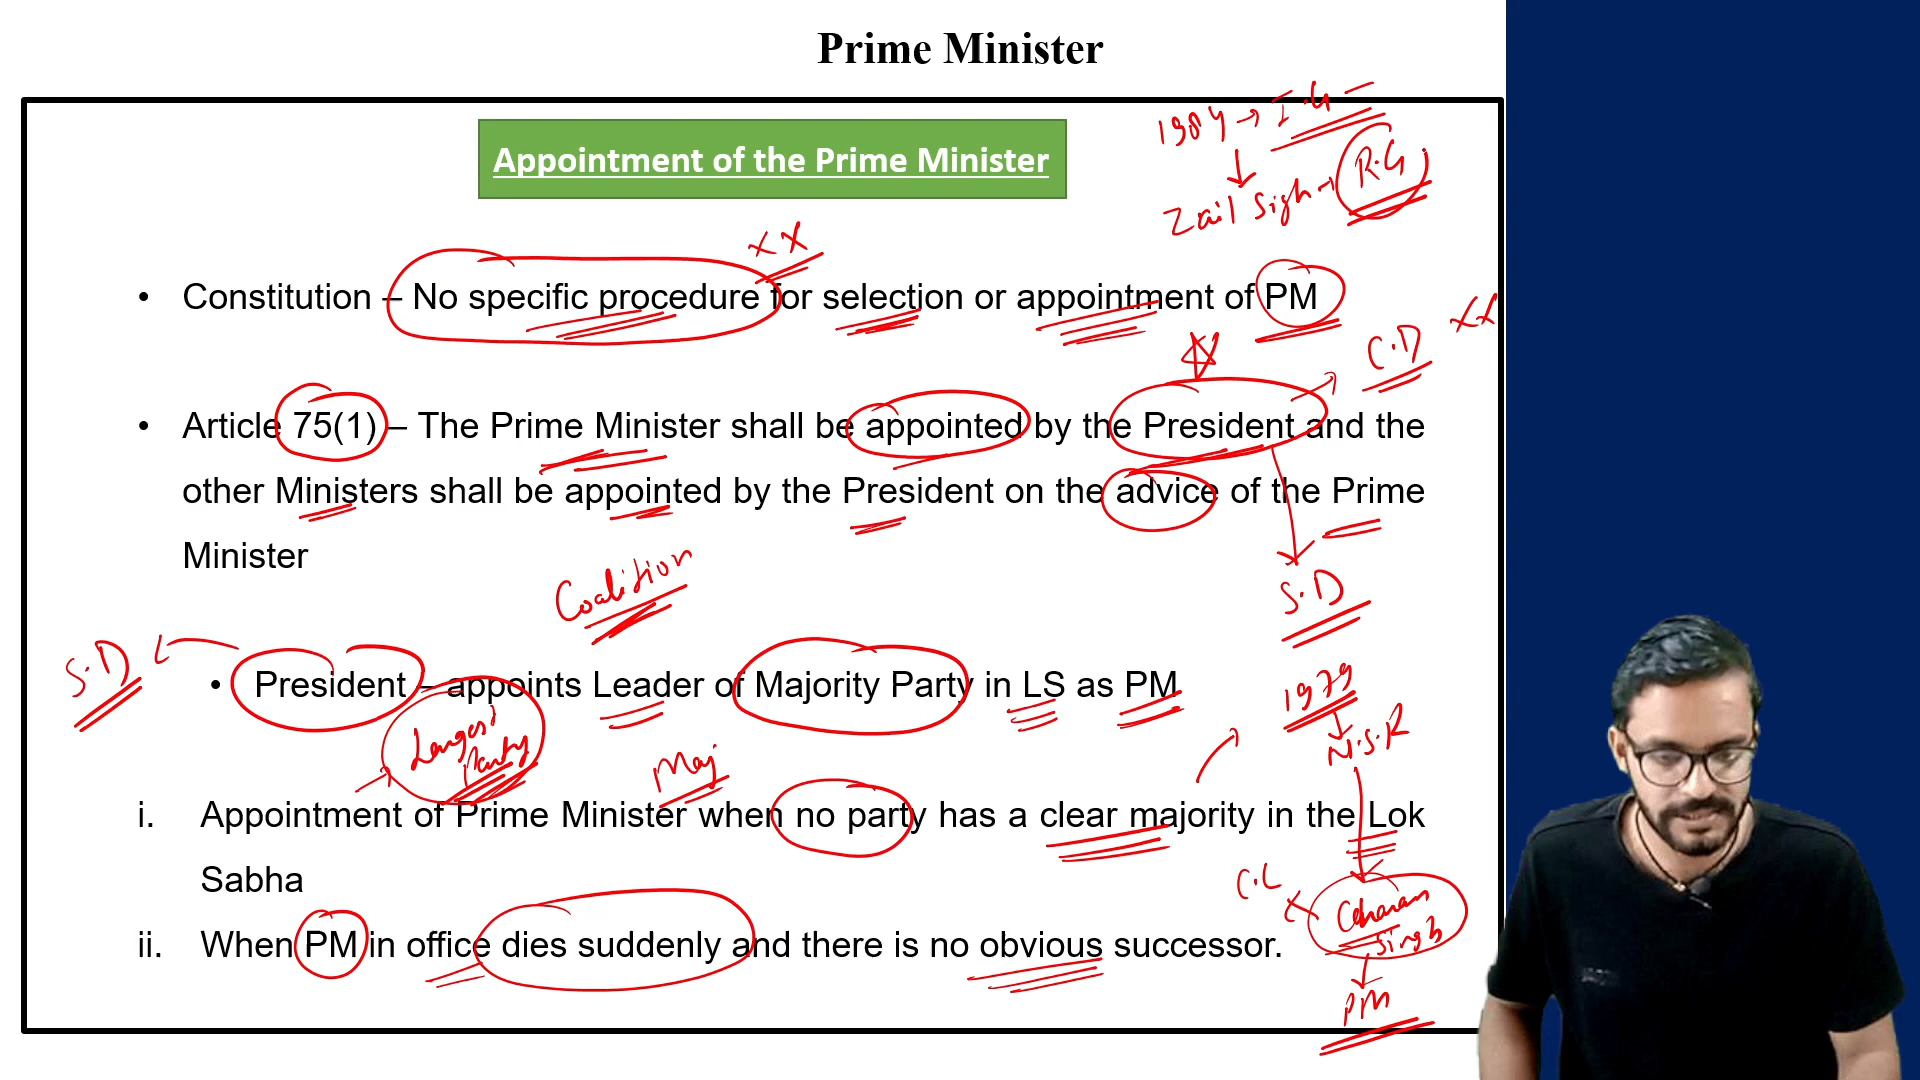 Prime Minister
1984 → I.G
Appointment of the Prime Minister
Zail Sigh → R.G
X X
• Constitution – No specific procedure for selection or appointment of PM
C.D XX
• Article 75(1) – The Prime Minister shall be appointed by the President and the
other Ministers shall be appointed by the President on the advice of the Prime
Minister
Coalition
S.D
S.D
• President – appoints Leader of Majority Party in LS as PM
1979
N.S.R
Largest
Party
Maj
i. Appointment of Prime Minister when no party has a clear majority in the Lok
Sabha
Charan
Singh
ii. When PM in office dies suddenly and there is no obvious successor.
PM